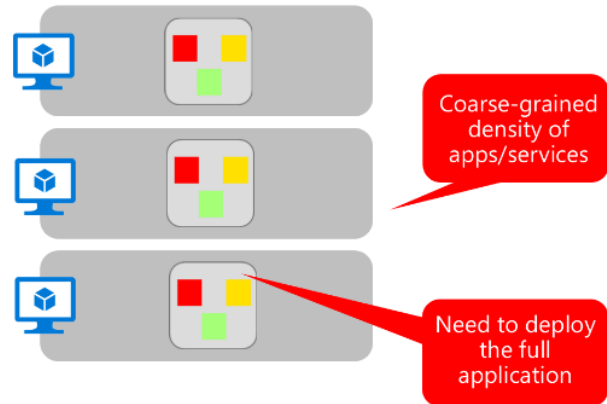 Coarse-grained
density of
apps/services
Need to deploy
the full
application